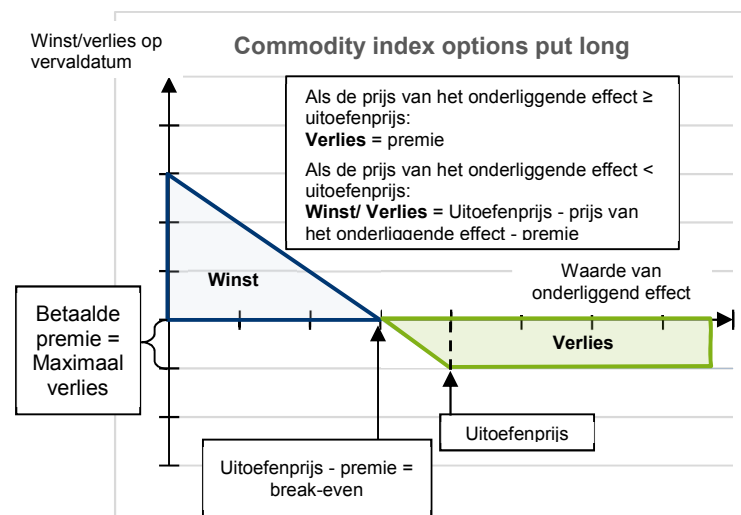 Winst/verlies op
vervaldatum
Commodity index options put long
Als de prijs van het onderliggende effect ≥
uitoefenprijs:
Verlies = premie
Als de prijs van het onderliggende effect <
uitoefenprijs:
Winst/ Verlies = Uitoefenprijs - prijs van
het onderliggende effect - premie
Winst
Waarde van
onderliggend effect
Betaalde
premie =
Maximaal
verlies
Verlies
Uitoefenprijs
Uitoefenprijs - premie =
break-even